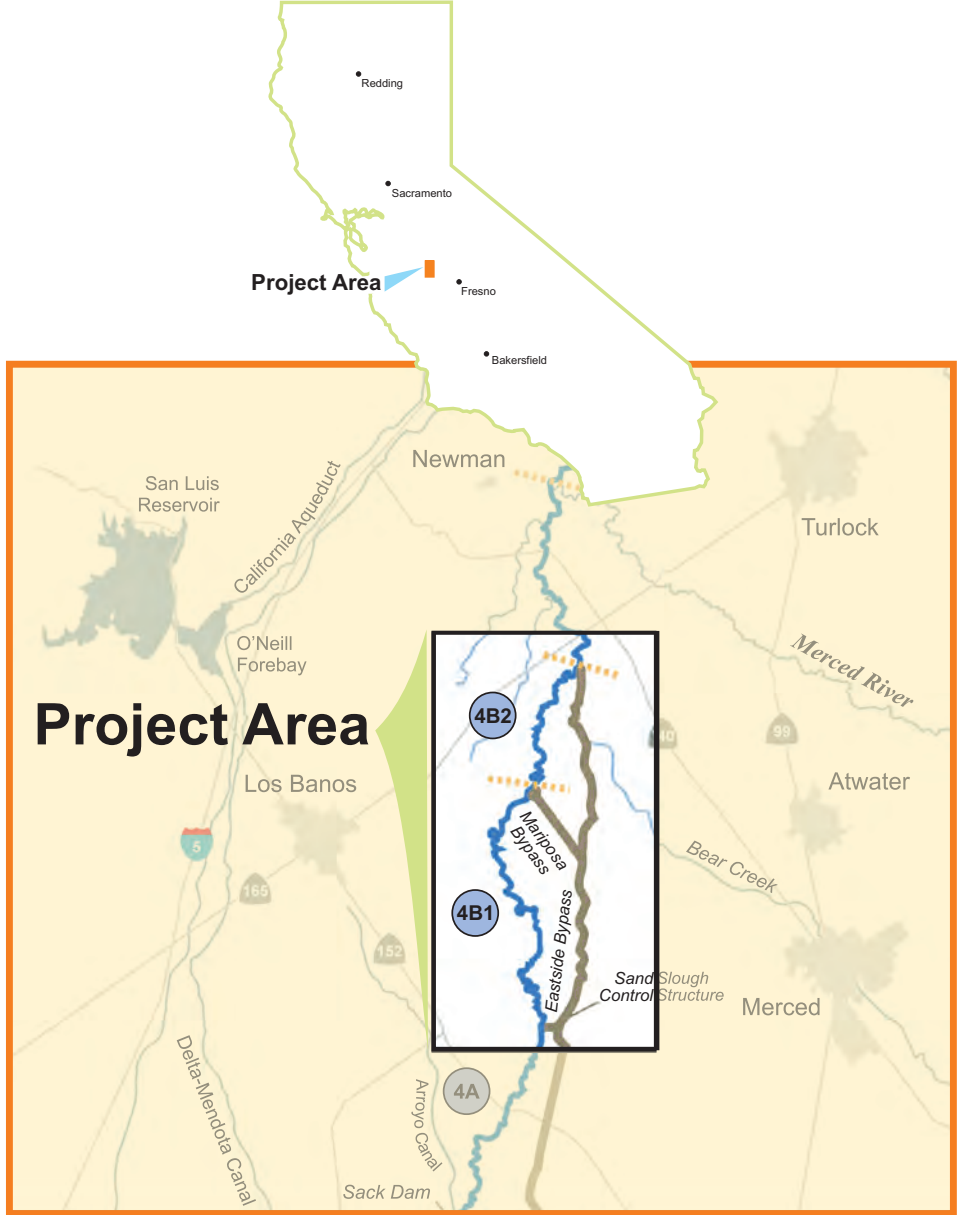 Redding
Sacramento
Project Area
Fresno
Bakersfield
Newman
San Luis
Reservoir
California Aqueduct
Turlock
O'Neill
Forebay
Merced River
Project Area
4B2
99
Los Banos
Atwater
Mariposa
Bypass
5
Bear Creek
165
4B1
Eastside Bypass
152
Sand Slough
Control Structure
Merced
Delta-Mendota Canal
Arroyo Canal
4A
Sack Dam